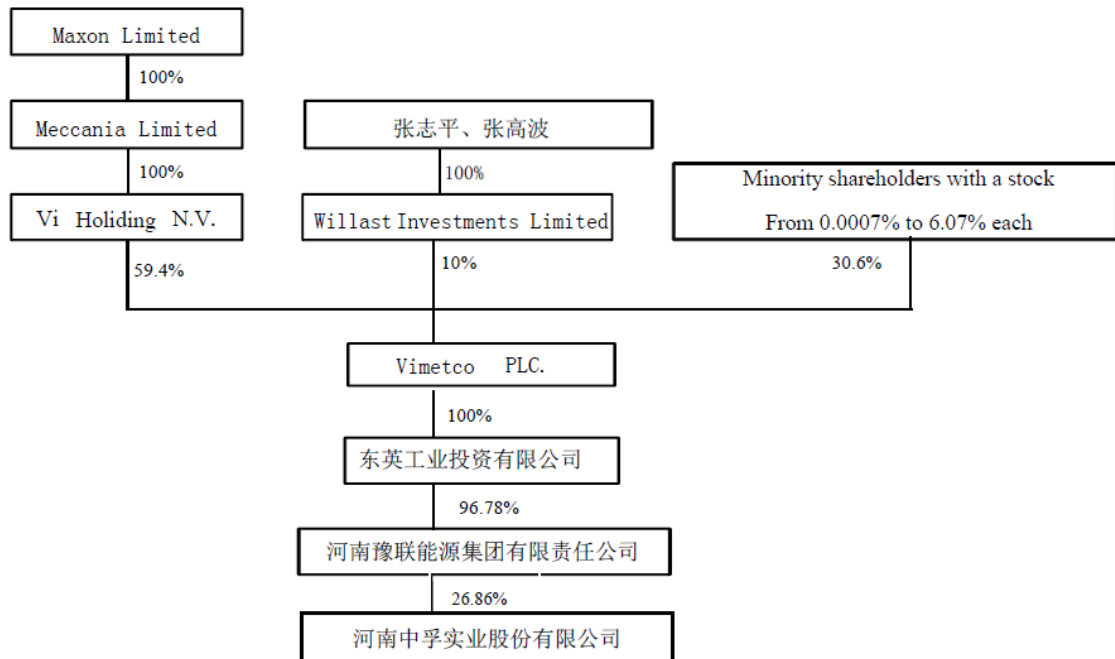 Maxon Limited
100%
Meccania Limited
张志平、张高波
100%
100%
Minority shareholders with a stock
From 0.0007% to 6.07% each
Vi Holiding N.V.
Willast Investments Limited
59.4%
10%
30.6%
Vimetco PLC.
100%
东英工业投资有限公司
96.78%
河南豫联能源集团有限责任公司
26.86%
河南中孚实业股份有限公司